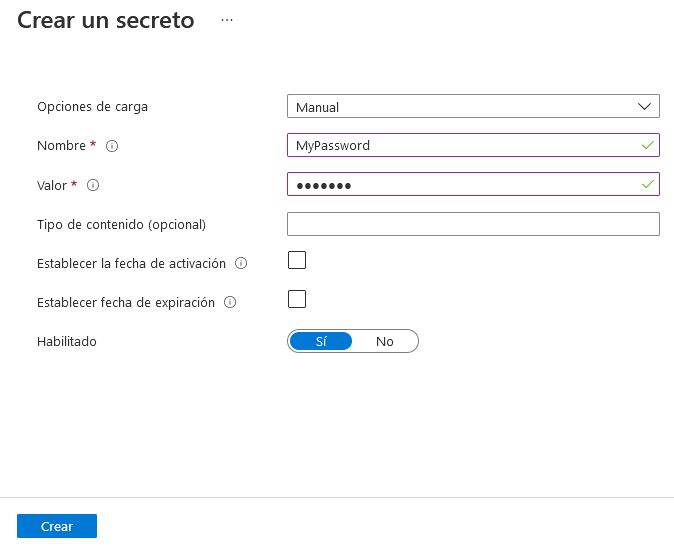 Crear un secreto ...
Opciones de carga Manual
Nombre * MyPassword
Valor * ●●●●●●●
Tipo de contenido (opcional)
Establecer la fecha de activación
Establecer fecha de expiración
Habilitado Sí No
Crear